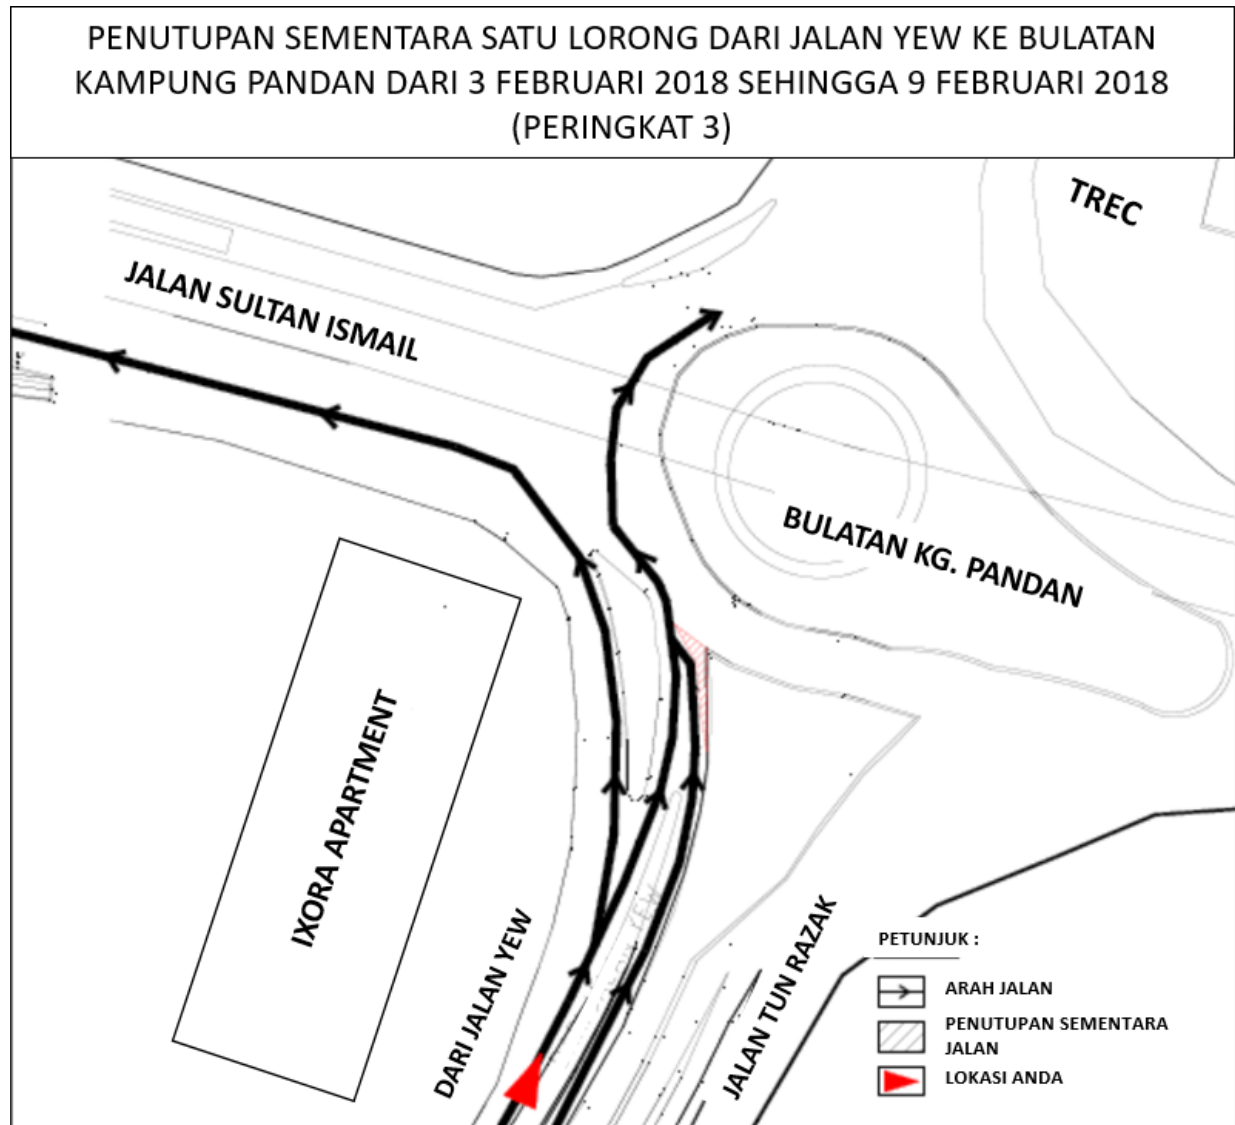 PENUTUPAN SEMENTARA SATU LORONG DARI JALAN YEW KE BULATAN
KAMPUNG PANDAN DARI 3 FEBRUARI 2018 SEHINGGA 9 FEBRUARI 2018
(PERINGKAT 3)
TREC
JALAN SULTAN ISMAIL
BULATAN KG. PANDAN
IXORA APARTMENT
DARI JALAN YEW
JALAN TUN RAZAK
PETUNJUK :
ARAH JALAN
PENUTUPAN SEMENTARA
JALAN
LOKASI ANDA